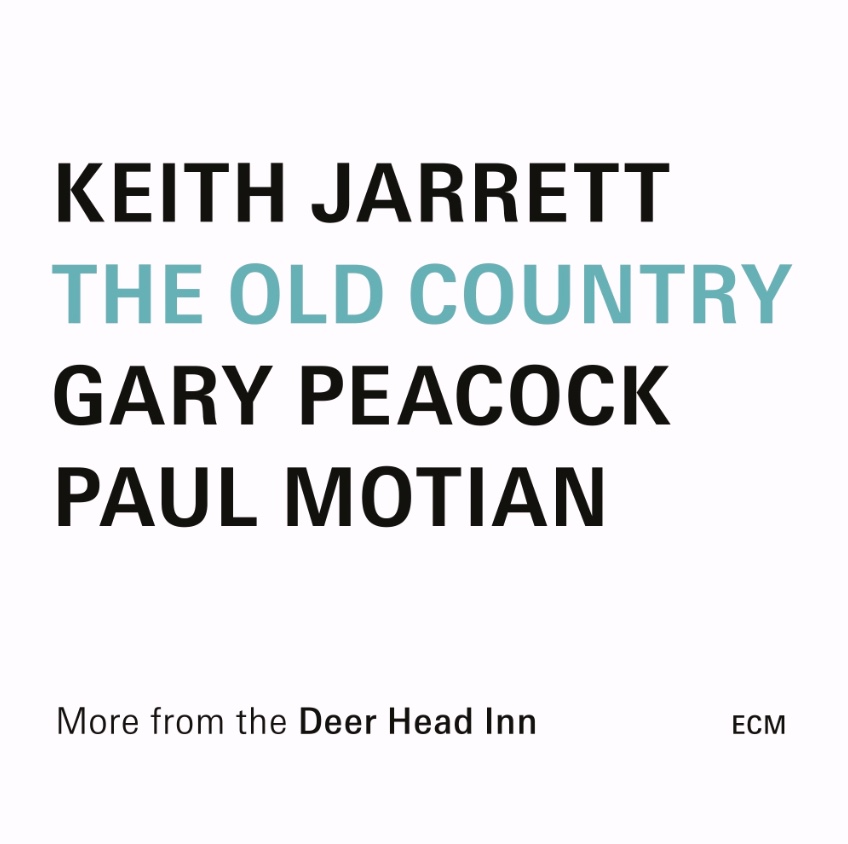 KEITH JARRETT
THE OLD COUNTRY
GARY PEACOCK
PAUL MOTIAN
More from the Deer Head Inn
ECM